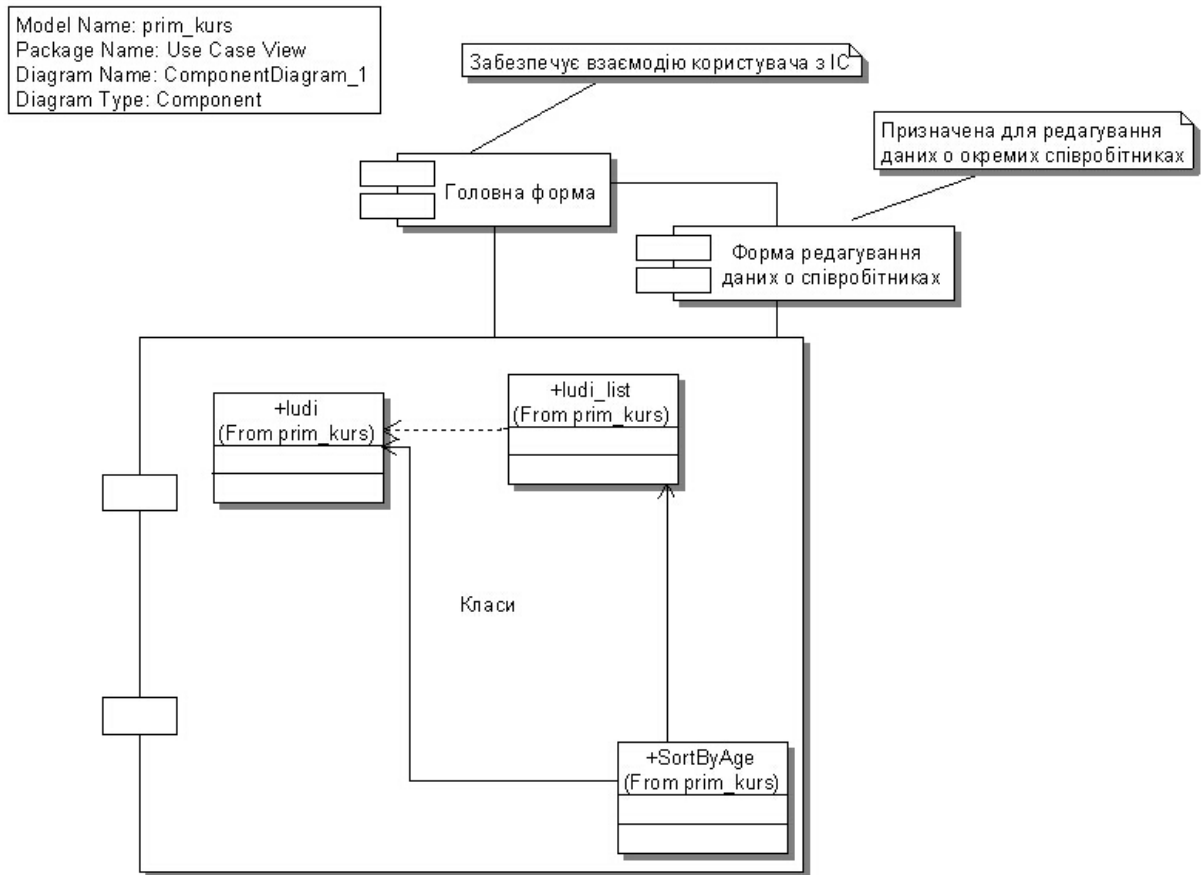 Model Name: prim_kurs
Package Name: Use Case View
Diagram Name: ComponentDiagram_1
Diagram Type: Component
Забезпечує взаємодію користувача з ІС
Призначена для редагування
даних о окремих співробітниках
Головна форма
Форма редагування
даних о співробітниках
+ludi
(From prim_kurs)
+ludi_list
(From prim_kurs)
Класи
+SortByAge
(From prim_kurs)